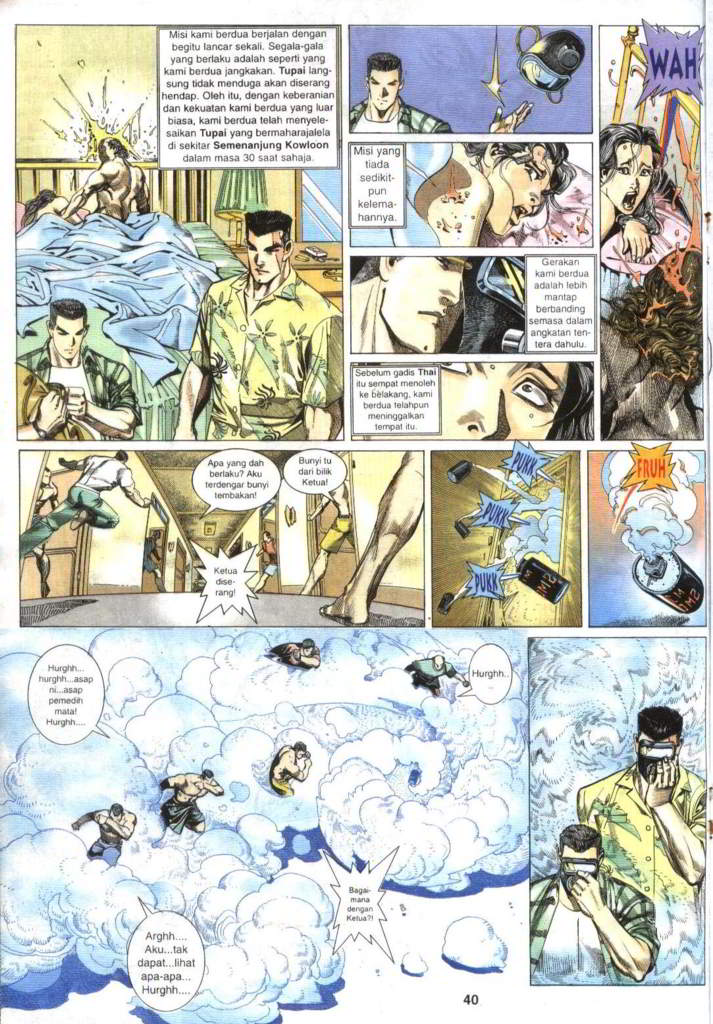 Misi kami berdua berjalan dengan
begitu lancar sekali. Segala-gala
yang berlaku adalah seperti yang
kami berdua jangkakan. Tupai lang-
sung tidak menduga akan diserang
hendap. Oleh itu, dengan keberanian
dan kekuatan kami berdua yang luar
biasa, kami berdua telah menyele-
saikan Tupai yang bermaharajalela
di sekitar Semenanjung Kowloon
dalam masa 30 saat sahaja.
WAH
Misi yang
tiada
sedikit-
pun
kelema-
hannya.
Gerakan
kami berdua
adalah lebih
mantap
berbanding
semasa dalam
angkatan ten-
tera dahulu.
Sebelum gadis Thai
itu sempat menoleh
ke belakang, kami
berdua telahpun
meninggalkan
tempat itu.
Apa yang dah
berlaku? Aku
terdengar bunyi
tembakan!
Bunyi tu
dari bilik
Ketua!
Ketua
dise-
rang!
PUKK
PUKK
PUKK
FRUH
Hurghh...
hurghh...asap
ni...asap
pemedih
mata!
Hurghh....
Hurghh..
Bagai-
mana
dengan
Ketua?!
Arghh....
Aku...tak
dapat...lihat
apa-apa...
Hurghh....
40